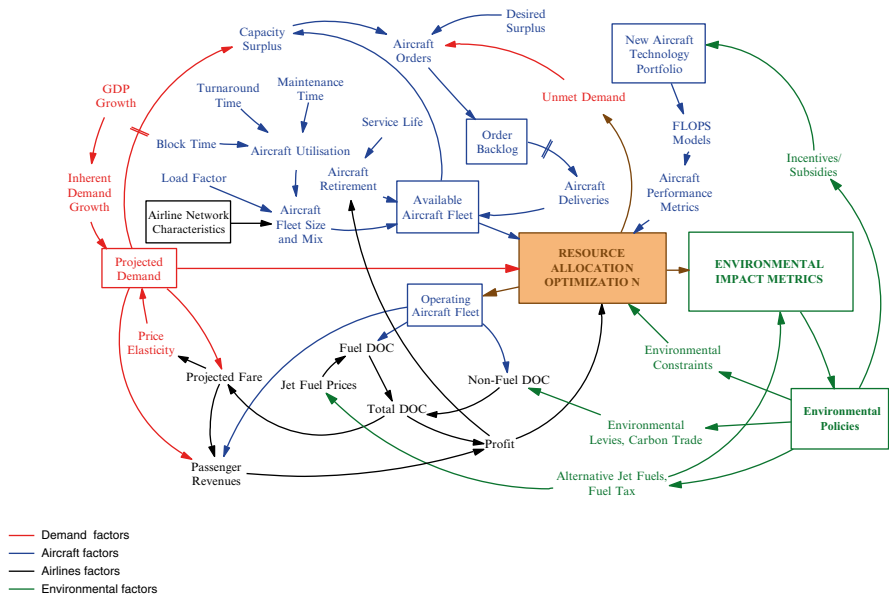 Capacity
Surplus
Desired
Surplus
Aircraft
Orders
New Aircraft
Technology
Portfolio
GDP
Growth
Turnaround
Time
Maintenance
Time
Unmet Demand
Service Life
Order
Backlog
FLOPS
Models
Block Time
Aircraft Utilisation
Incentives/
Subsidies
Inherent
Demand
Growth
Load Factor
Aircraft
Retirement
Aircraft
Deliveries
Aircraft
Performance
Metrics
Airline Network
Characteristics
Aircraft
Fleet Size
and Mix
Available
Aircraft Fleet
Projected
Demand
RESOURCE
ALLOCATION
OPTIMIZATIO N
ENVIRONMENTAL
IMPACT METRICS
Operating
Aircraft Fleet
Price
Elasticity
Fuel DOC
Environmental
Constraints
Projected Fare
Jet Fuel Prices
Non-Fuel DOC
Total DOC
Environmental
Policies
Environmental
Levies, Carbon Trade
Profit
Passenger
Revenues
Alternative Jet Fuels,
Fuel Tax
Demand factors
Aircraft factors
Airlines factors
Environmental factors